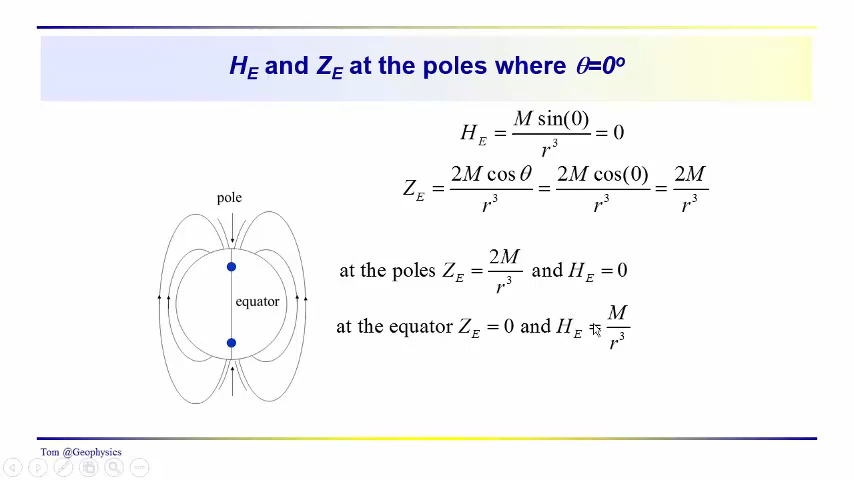 H_E and Z_E at the poles where θ=0°
H_E = M sin(0) / r³ = 0
Z_E = 2M cos θ / r³ = 2M cos(0) / r³ = 2M / r³
pole
equator
at the poles Z_E = 2M / r³ and H_E = 0
at the equator Z_E = 0 and H_E = M / r³
Tom @Geophysics